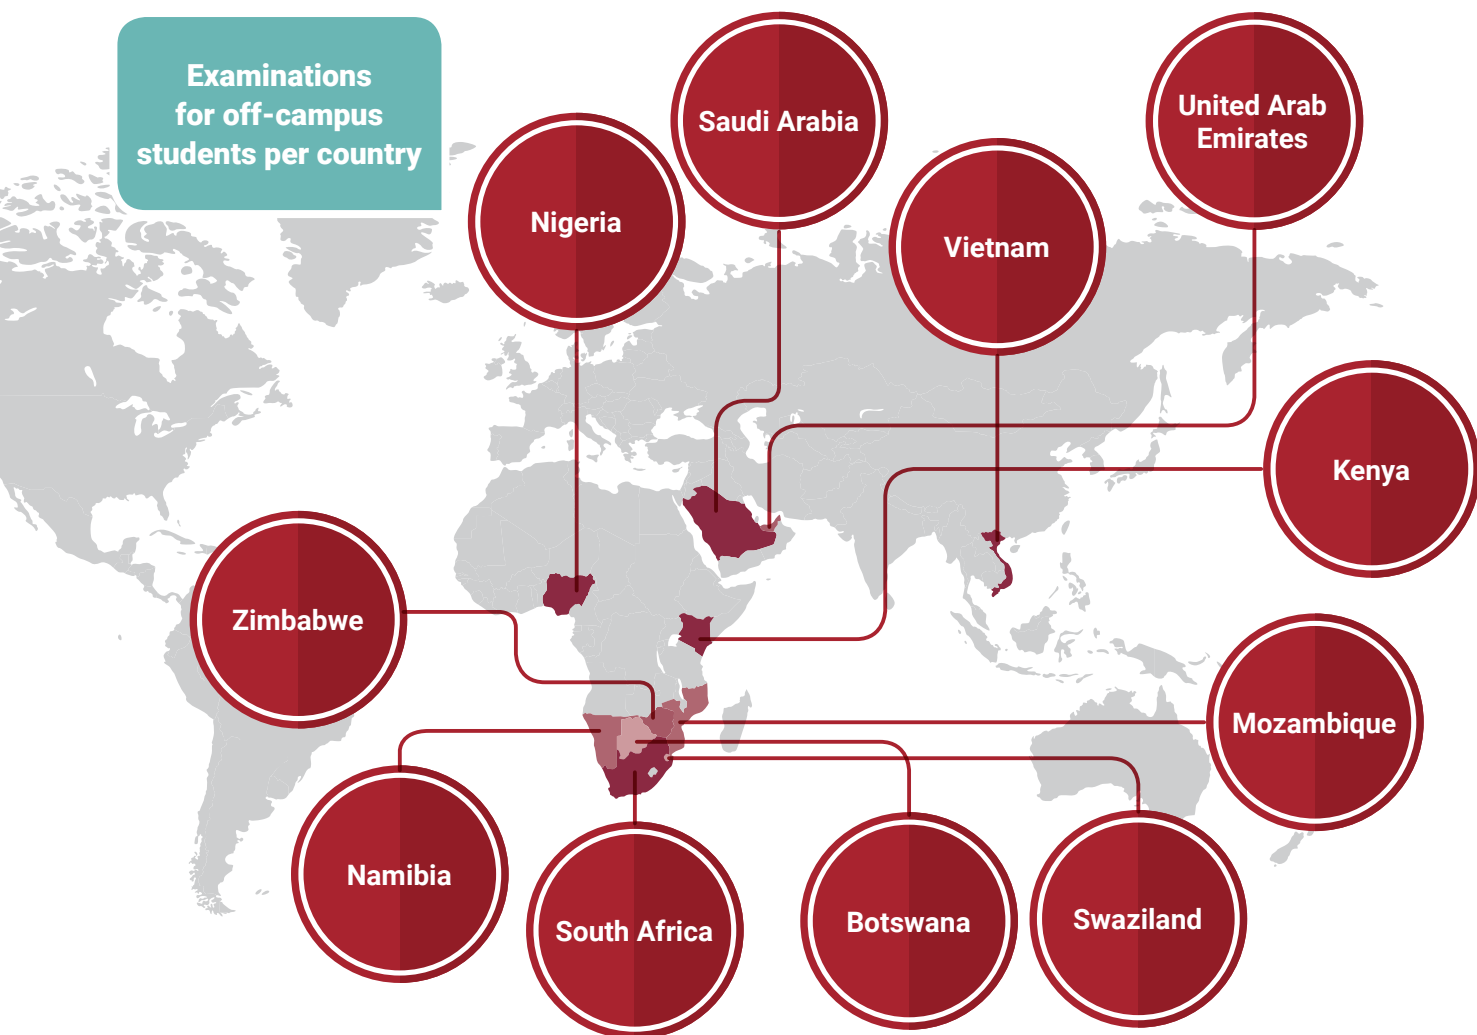 Examinations
for off-campus
students per country
Saudi Arabia
United Arab
Emirates
Nigeria
Vietnam
Kenya
Zimbabwe
Mozambique
Namibia
South Africa
Botswana
Swaziland